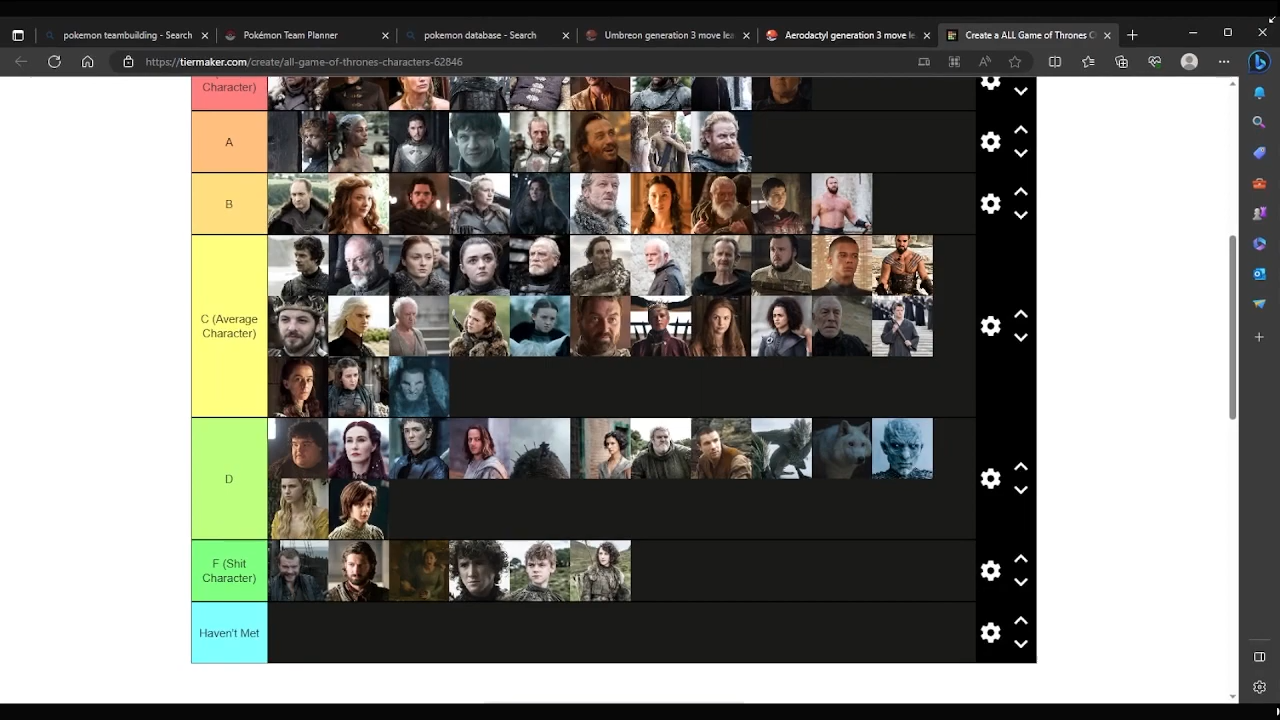 pokemon teambuilding - Search
Pokémon Team Planner
pokemon database - Search
Umbreon generation 3 move lea
Aerodactyl generation 3 move le
Create a ALL Game of Thrones C
https://tiermaker.com/create/all-game-of-thrones-characters-62846
Character)
A
B
C (Average
Character)
D
F (Shit
Character)
Haven't Met